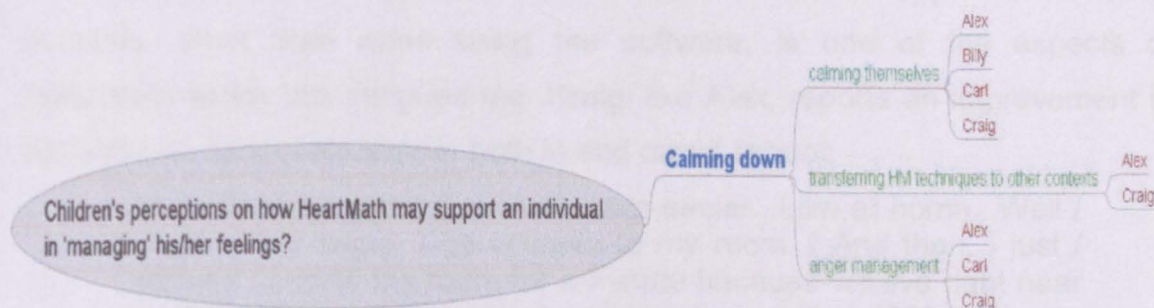 Children's perceptions on how HeartMath may support an individual
in 'managing' his/her feelings?
Calming down
calming themselves
Alex
Billy
Carl
Craig
transferring HM techniques to other contexts
Alex
Craig
anger management
Alex
Carl
Craig